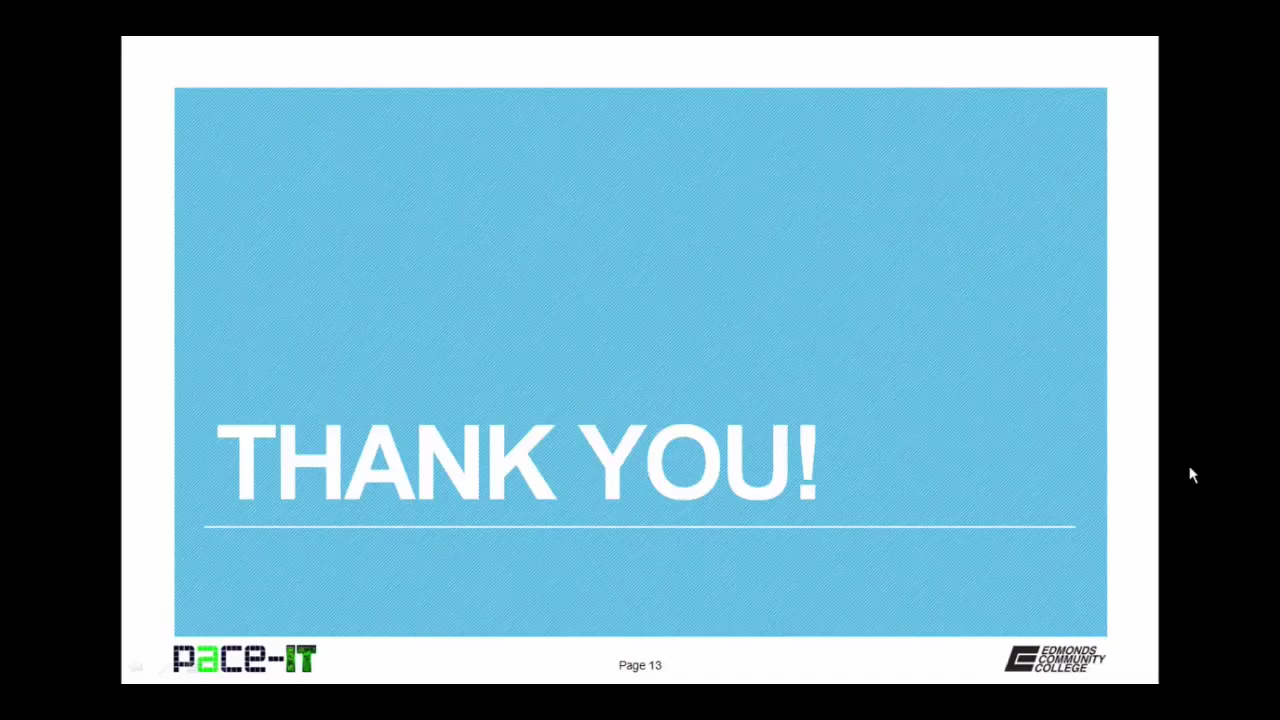 THANK YOU!
pace-IT
Page 13
EDMONDS
COMMUNITY
COLLEGE